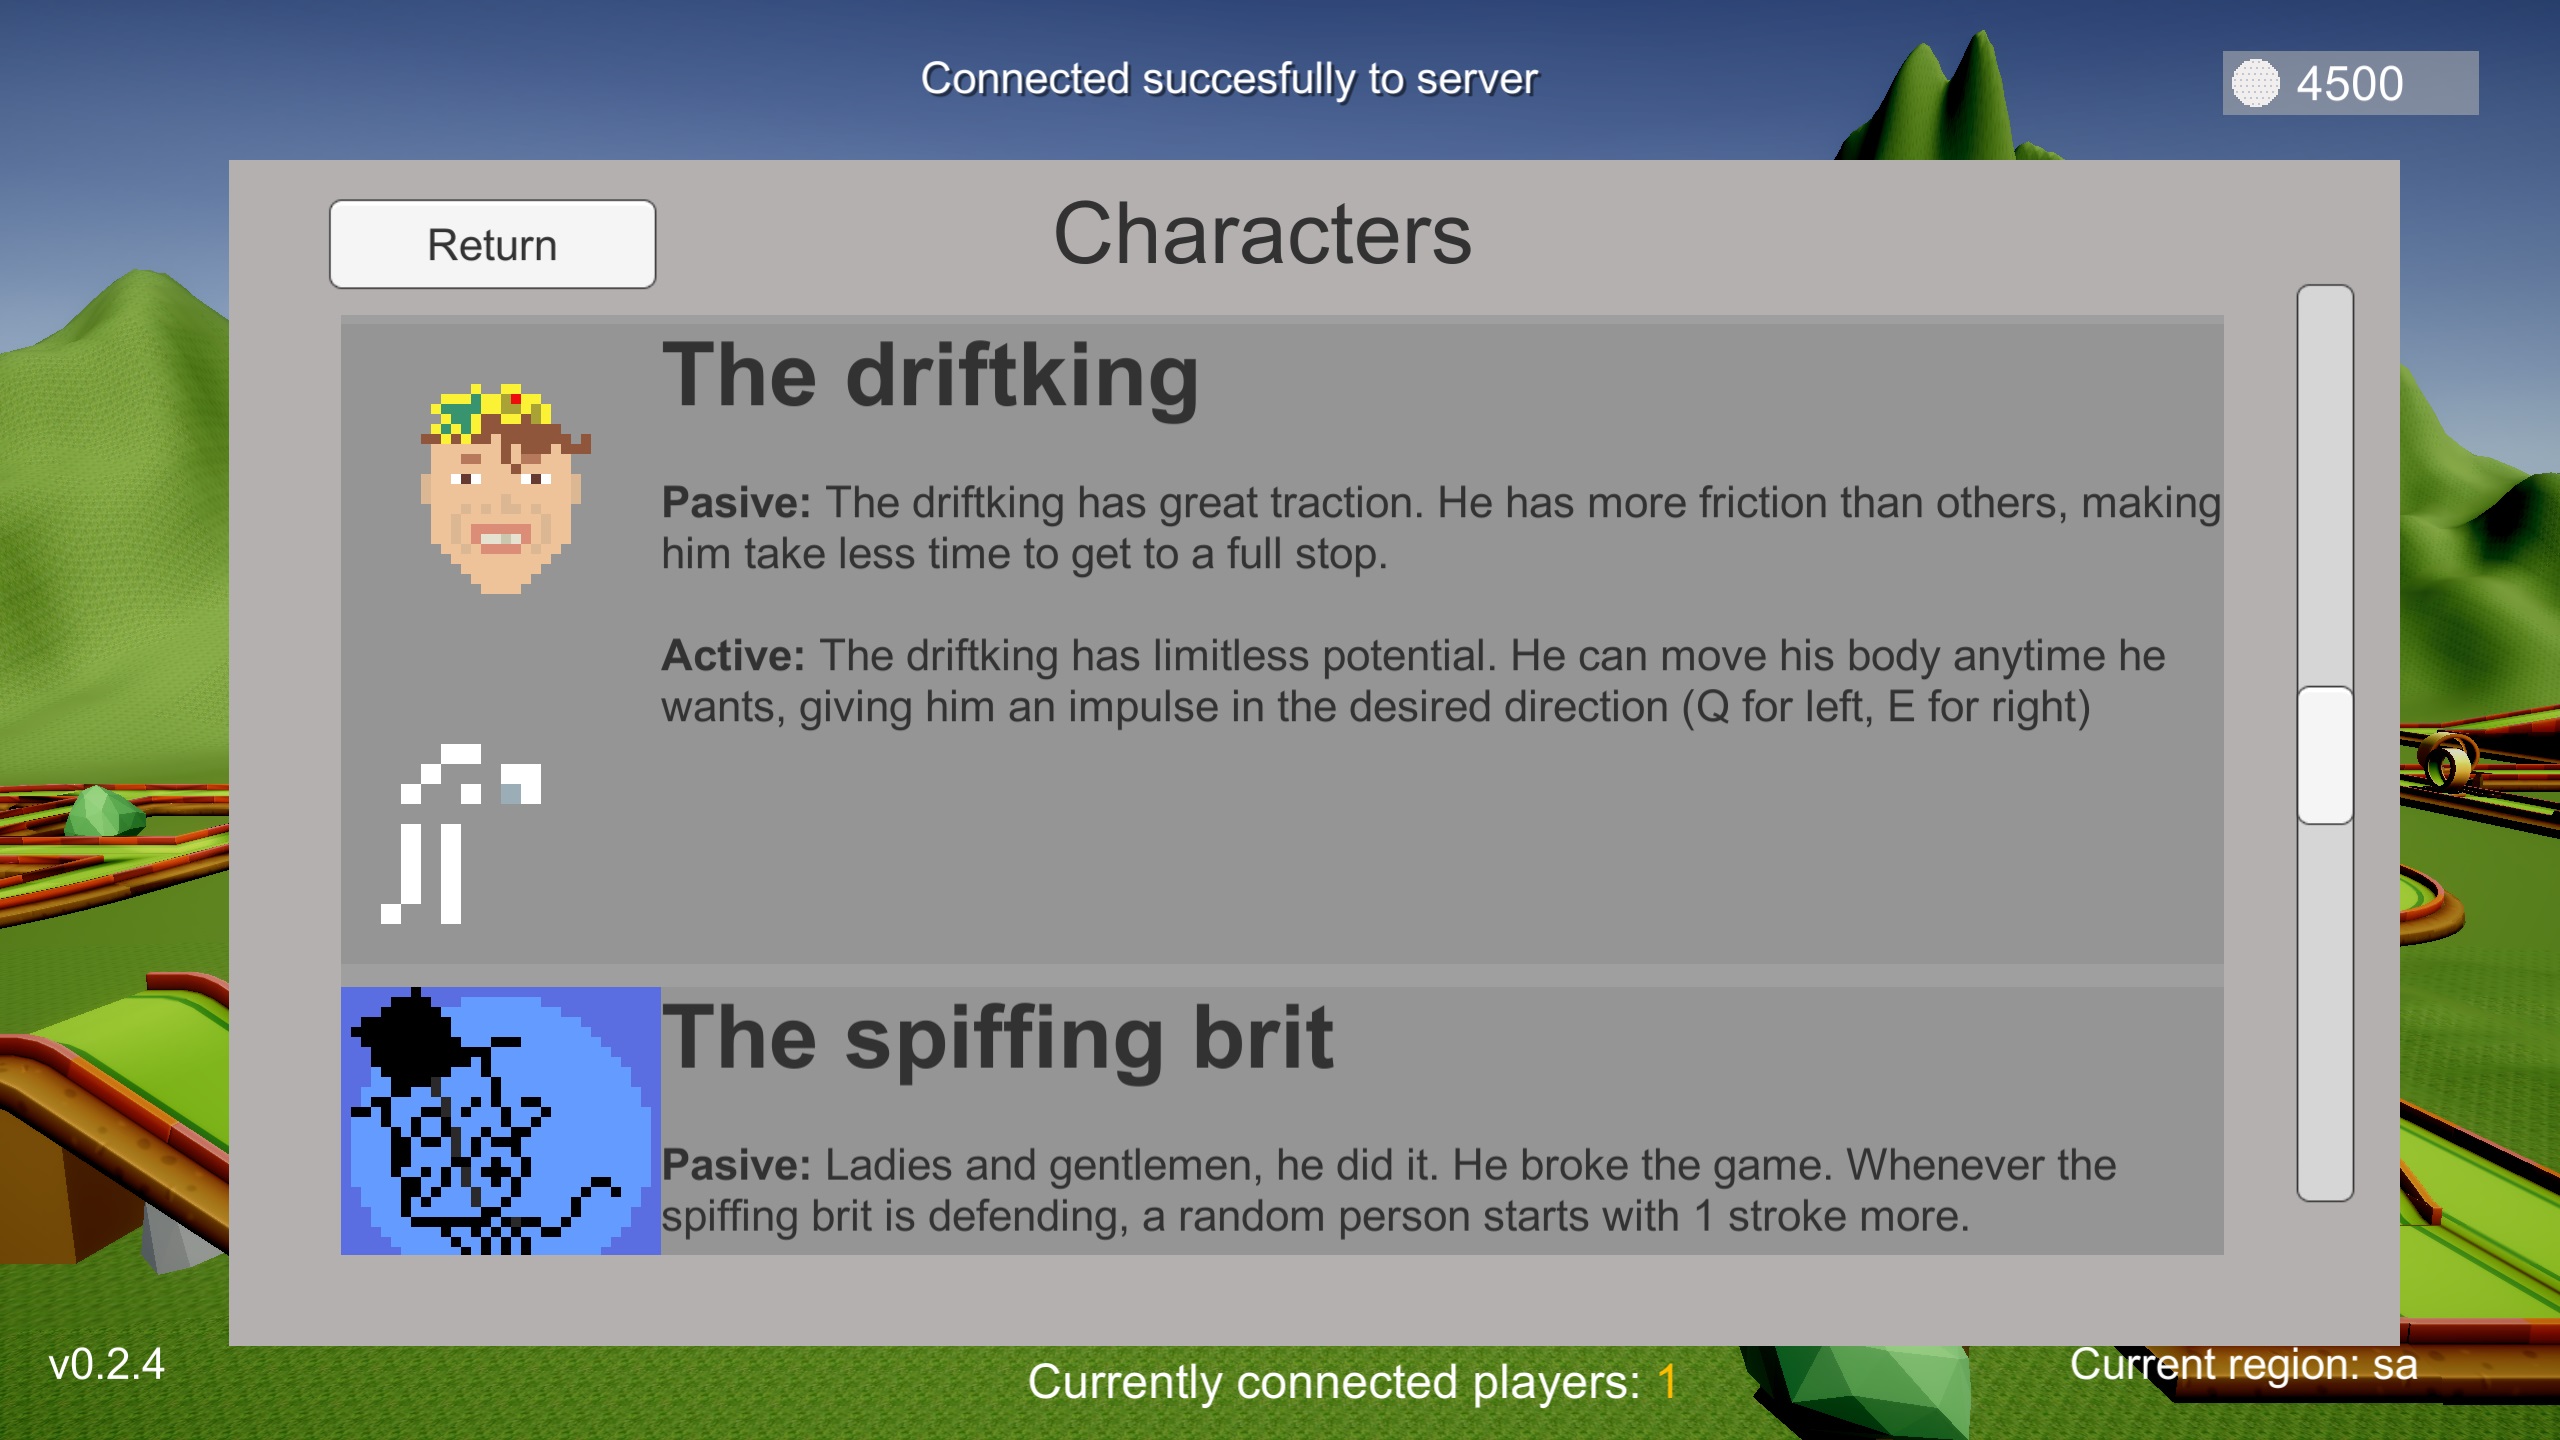 Connected succesfully to server
4500
Return
Characters
The driftking
Pasive: The driftking has great traction. He has more friction than others, making
him take less time to get to a full stop.
Active: The driftking has limitless potential. He can move his body anytime he
wants, giving him an impulse in the desired direction (Q for left, E for right)
The spiffing brit
Pasive: Ladies and gentlemen, he did it. He broke the game. Whenever the
spiffing brit is defending, a random person starts with 1 stroke more.
v0.2.4
Currently connected players: 1
Current region: sa